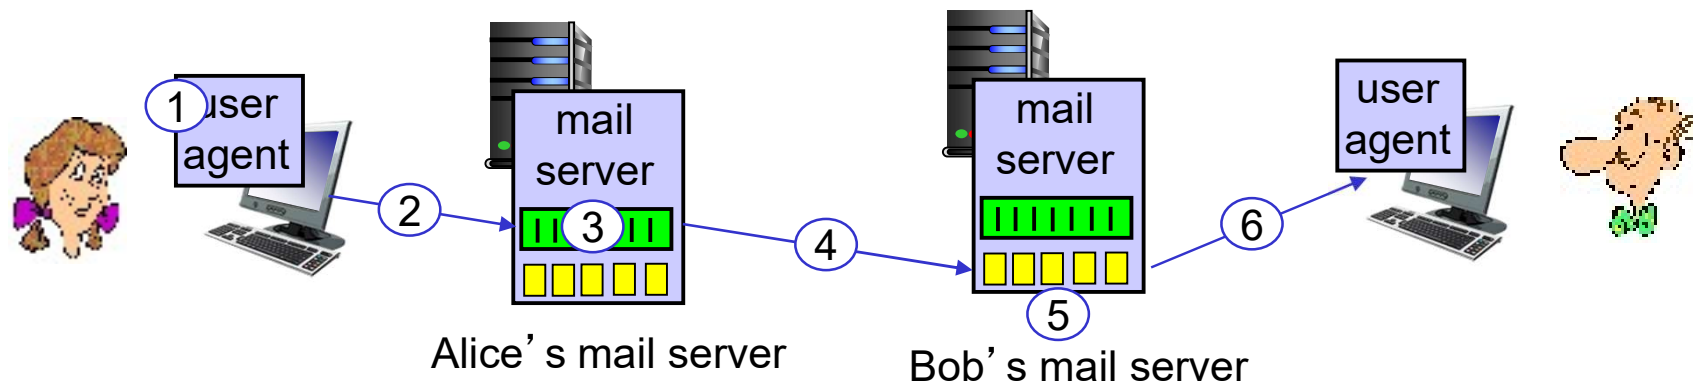 1 user
agent
2
mail
server
3
Alice’s mail server
4
mail
server
5
Bob’s mail server
6
user
agent